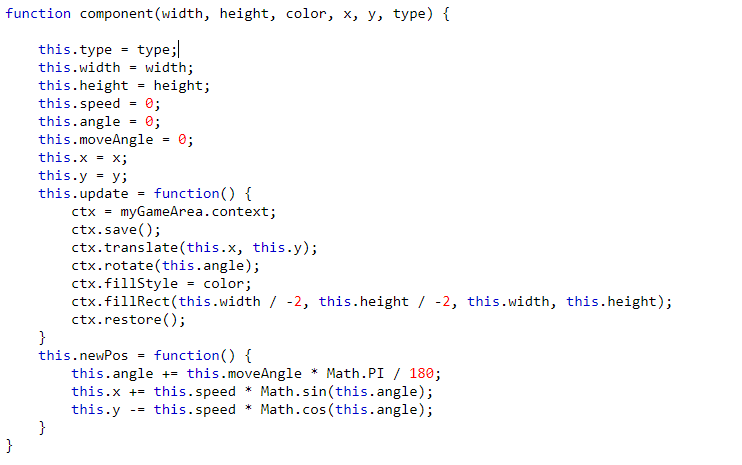 function component(width, height, color, x, y, type) {
this.type = type;
this.width = width;
this.height = height;
this.speed = 0;
this.angle = 0;
this.moveAngle = 0;
this.x = x;
this.y = y;
this.update = function() {
ctx = myGameArea.context;
ctx.save();
ctx.translate(this.x, this.y);
ctx.rotate(this.angle);
ctx.fillStyle = color;
ctx.fillRect(this.width / -2, this.height / -2, this.width, this.height);
ctx.restore();
}
this.newPos = function() {
this.angle += this.moveAngle * Math.PI / 180;
this.x += this.speed * Math.sin(this.angle);
this.y -= this.speed * Math.cos(this.angle);
}
}